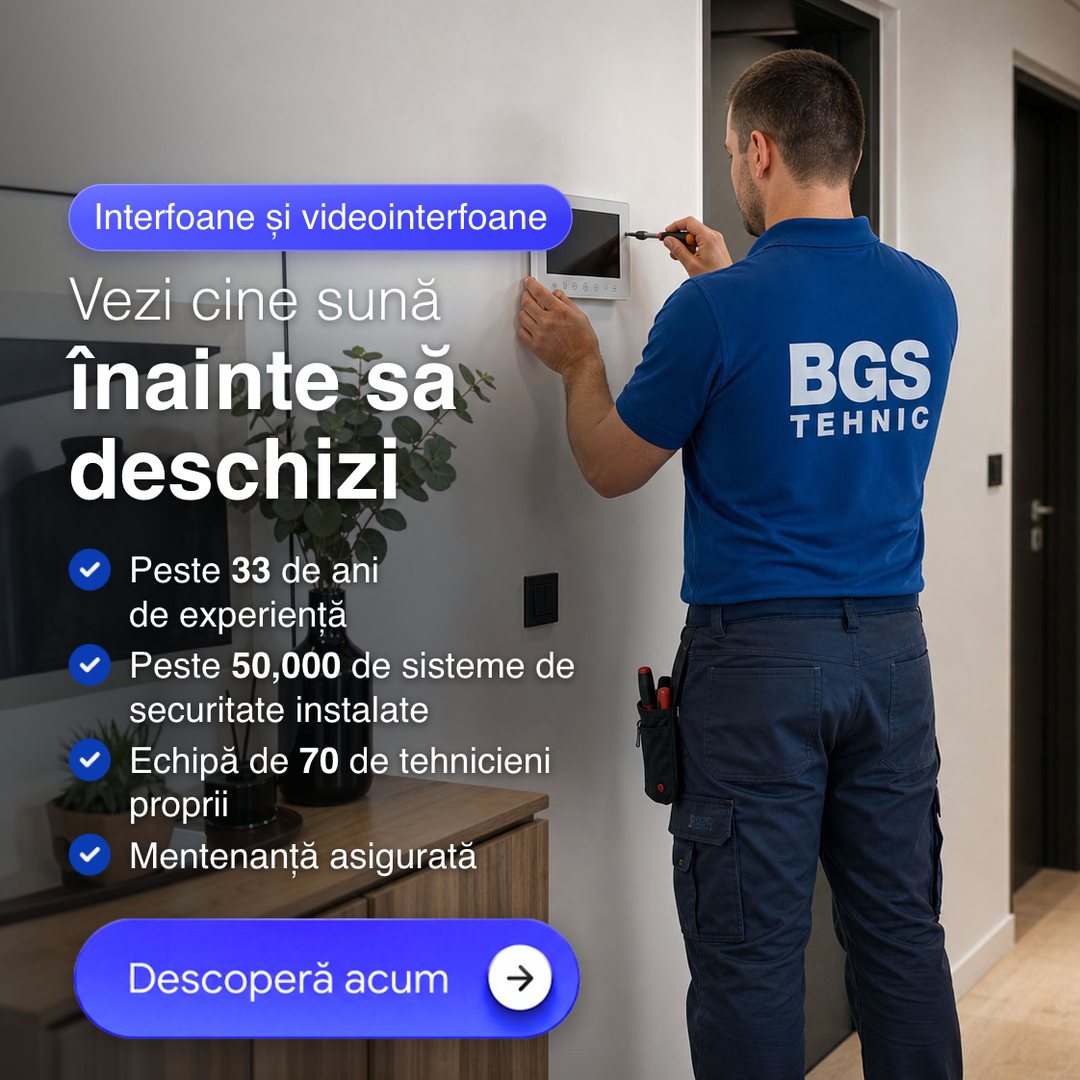 Interfoane și videointerfoane
Vezi cine sună
înainte să
deschizi
Peste 33 de ani
de experiență
Peste 50,000 de sisteme de
securitate instalate
Echipă de 70 de tehnicieni
proprii
Mentenanță asigurată
Descoperă acum
BGS
TEHNIC